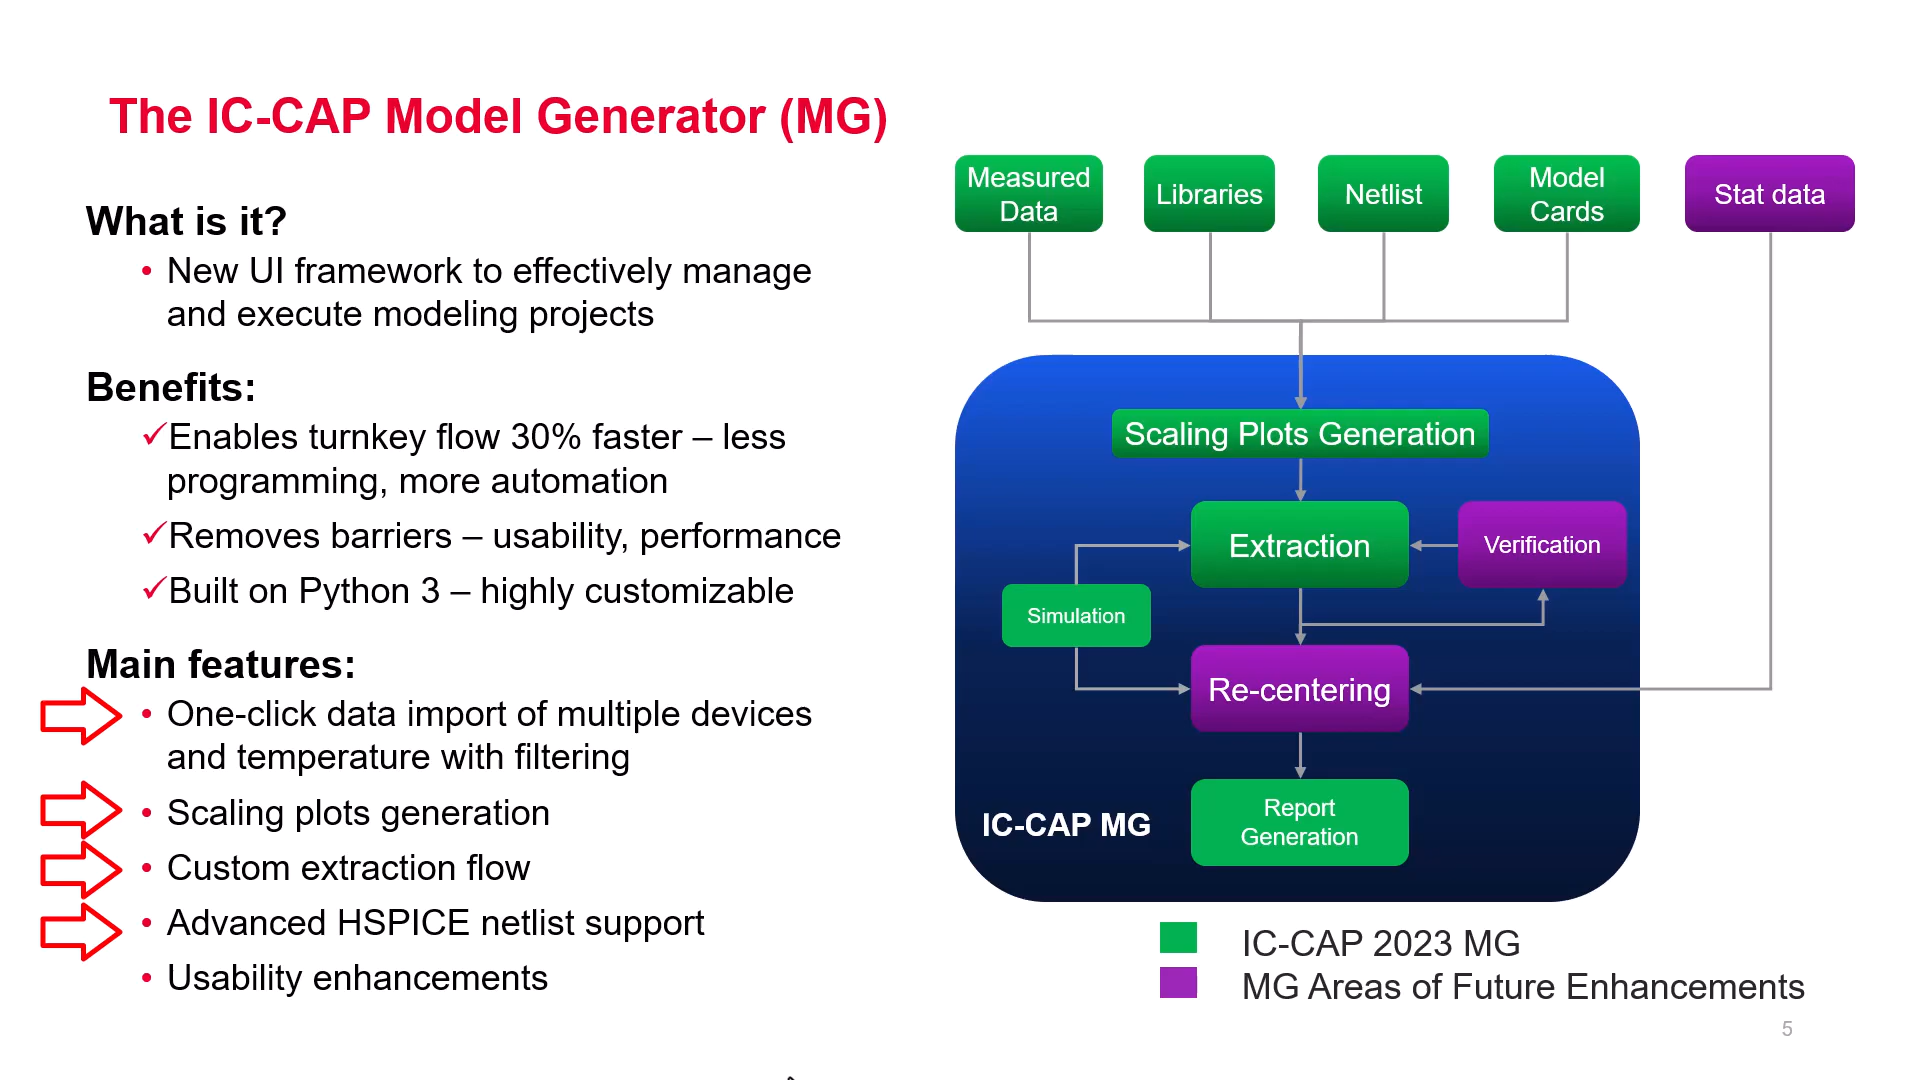 The IC-CAP Model Generator (MG)
What is it?
• New UI framework to effectively manage
and execute modeling projects
Benefits:
✓Enables turnkey flow 30% faster – less
programming, more automation
✓Removes barriers – usability, performance
✓Built on Python 3 – highly customizable
Main features:
• One-click data import of multiple devices
and temperature with filtering
• Scaling plots generation
• Custom extraction flow
• Advanced HSPICE netlist support
• Usability enhancements
Measured
Data
Libraries
Netlist
Model
Cards
Stat data
Scaling Plots Generation
Extraction
Verification
Simulation
Re-centering
Report
Generation
IC-CAP MG
IC-CAP 2023 MG
MG Areas of Future Enhancements
5